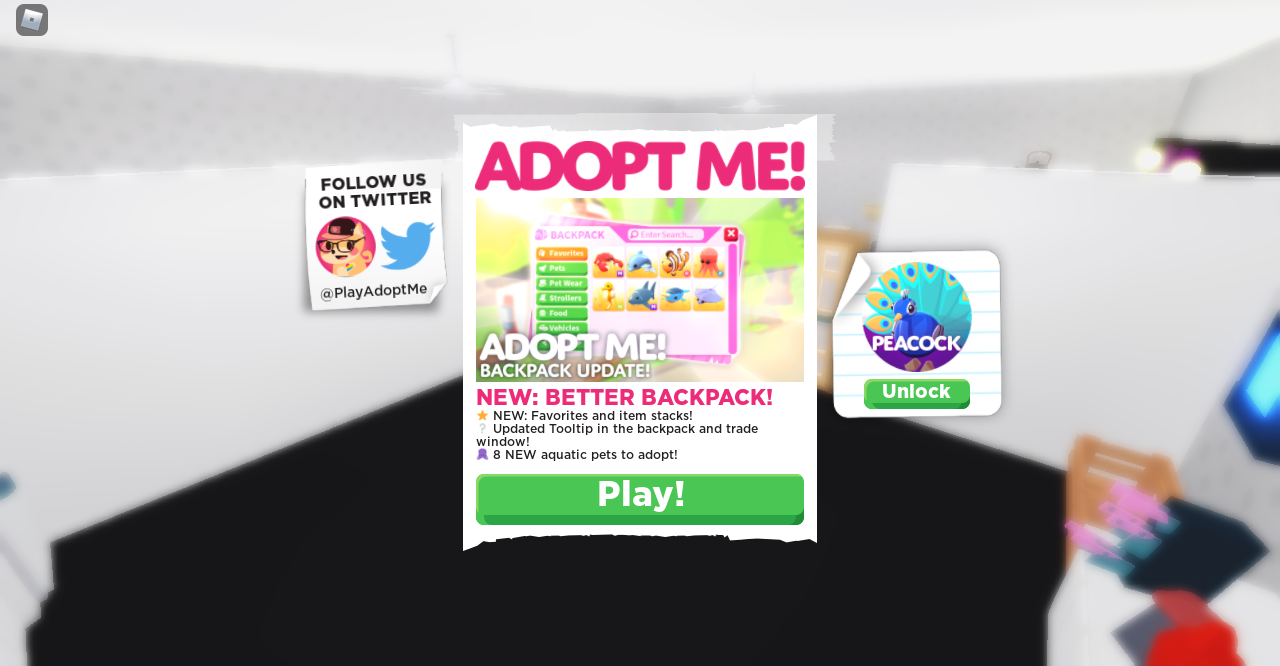 FOLLOW US
ON TWITTER
@PlayAdoptMe
ADOPT ME!
BACKPACK
Enter Search...
Favorites
Pets
Pet Wear
Strollers
Food
Vehicles
ADOPT ME!
BACKPACK UPDATE!
NEW: BETTER BACKPACK!
⭐ NEW: Favorites and item stacks!
❔ Updated Tooltip in the backpack and trade
window!
🐙 8 NEW aquatic pets to adopt!
Play!
PEACOCK
Unlock